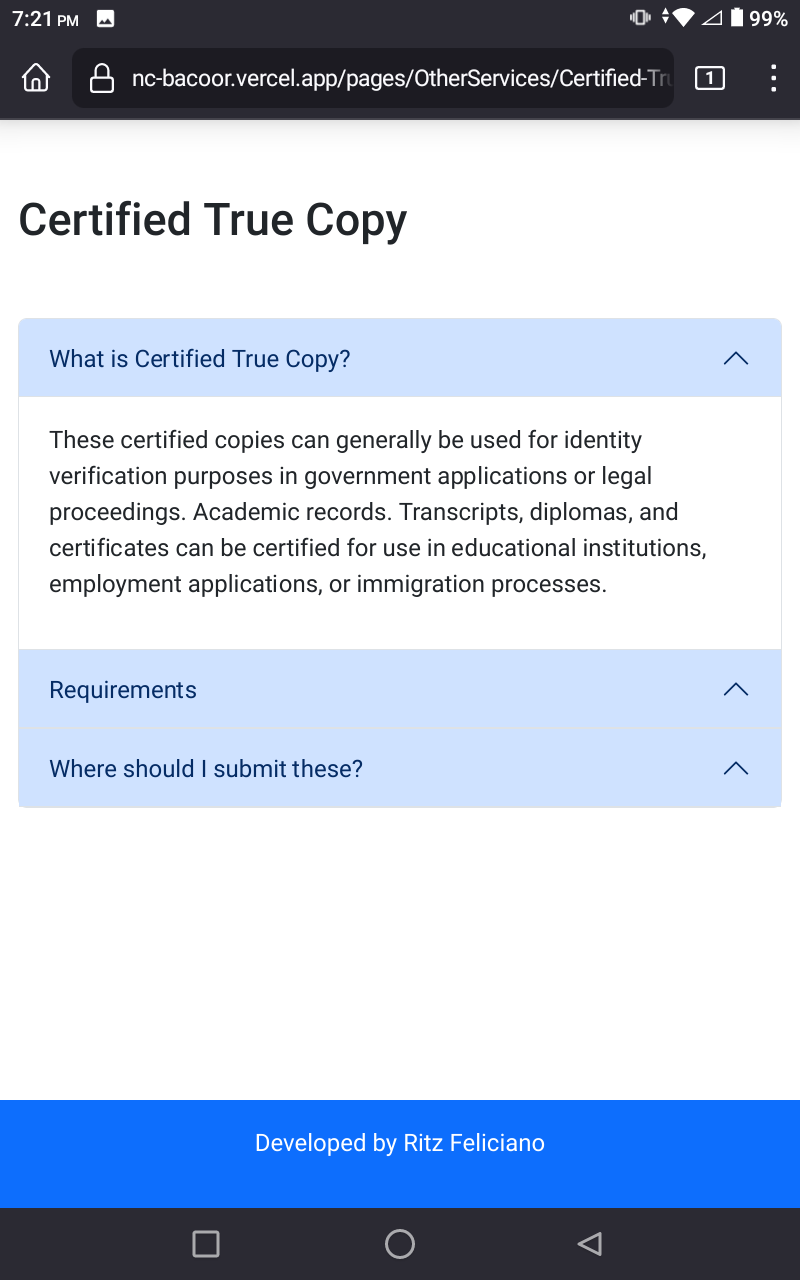 7:21 PM
99%
nc-bacoor.vercel.app/pages/OtherServices/Certified-Tru
1
Certified True Copy
What is Certified True Copy?
These certified copies can generally be used for identity
verification purposes in government applications or legal
proceedings. Academic records. Transcripts, diplomas, and
certificates can be certified for use in educational institutions,
employment applications, or immigration processes.
Requirements
Where should I submit these?
Developed by Ritz Feliciano